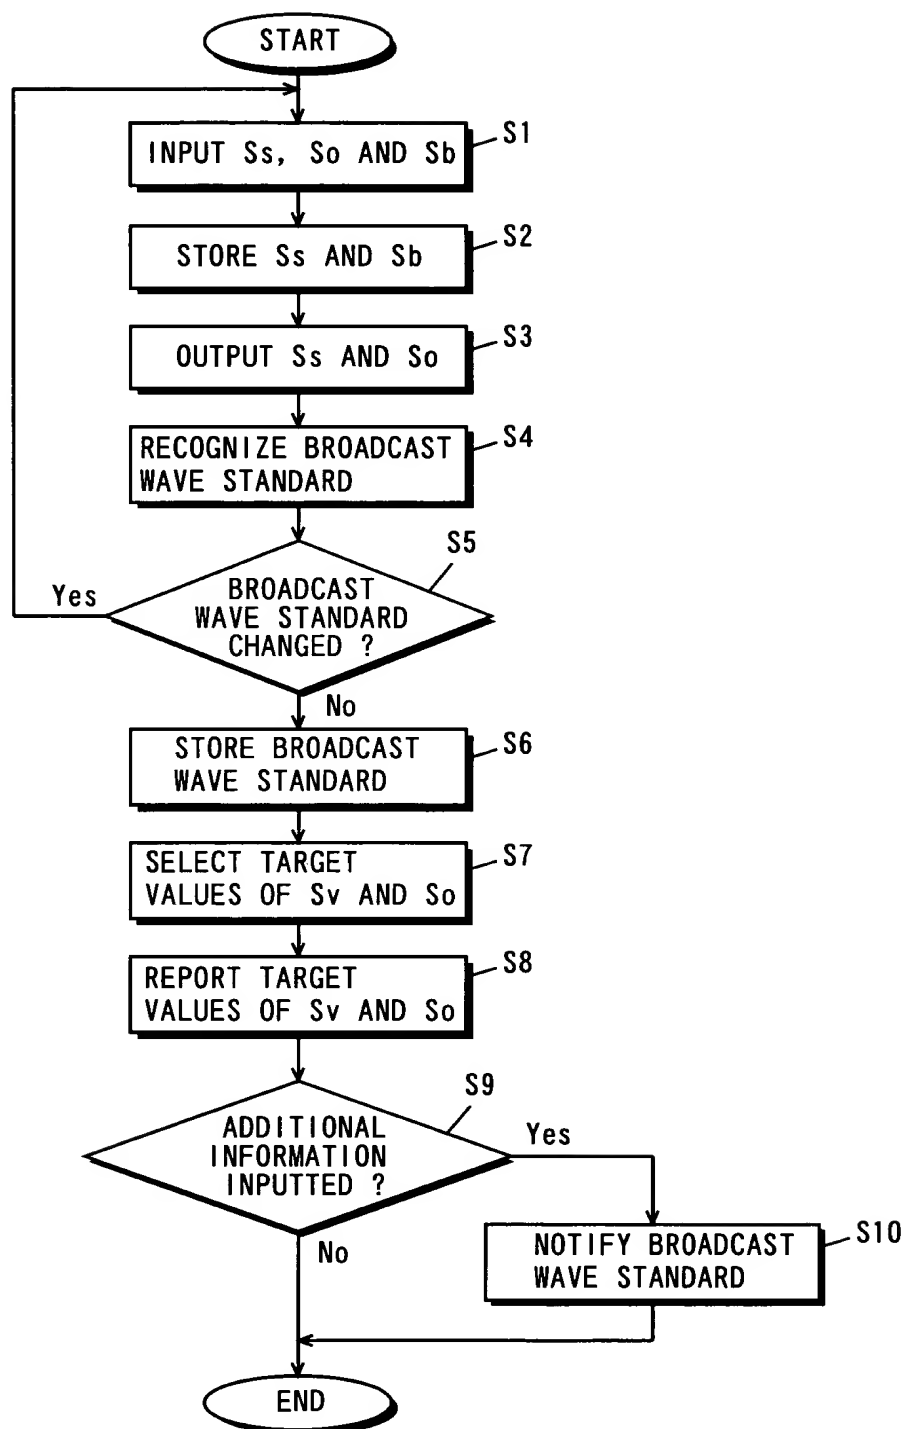 START
INPUT Ss, So AND Sb
S1
STORE Ss AND Sb
S2
OUTPUT Ss AND So
S3
RECOGNIZE BROADCAST
WAVE STANDARD
S4
BROADCAST
WAVE STANDARD
CHANGED ?
S5
Yes
No
STORE BROADCAST
WAVE STANDARD
S6
SELECT TARGET
VALUES OF Sv AND So
S7
REPORT TARGET
VALUES OF Sv AND So
S8
ADDITIONAL
INFORMATION
INPUTTED ?
S9
Yes
No
NOTIFY BROADCAST
WAVE STANDARD
S10
END